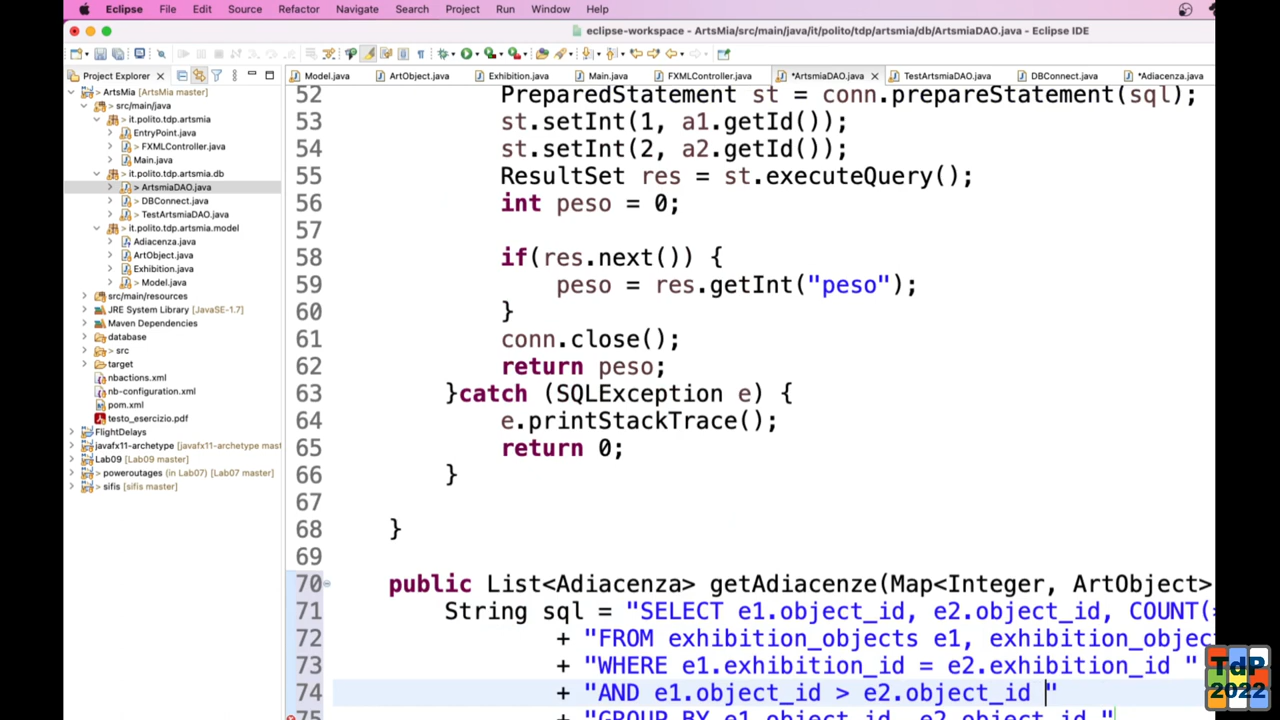 Eclipse File Edit Source Refactor Navigate Search Project Run Window Help
eclipse-workspace - ArtsMia/src/main/java/it/polito/tdp/artsmia/db/ArtsmiaDAO.java - Eclipse IDE
Project Explorer
Model.java ArtObject.java Exhibition.java Main.java FXMLController.java *ArtsmiaDAO.java TestArtsmiaDAO.java DBConnect.java *Adiacenza.java
ArtsMia [ArtsMia master]
src/main/java
it.polito.tdp.artsmia
EntryPoint.java
> FXMLController.java
Main.java
> it.polito.tdp.artsmia.db
> ArtsmiaDAO.java
> DBConnect.java
> TestArtsmiaDAO.java
> it.polito.tdp.artsmia.model
Adiacenza.java
ArtObject.java
Exhibition.java
> Model.java
src/main/resources
JRE System Library [JavaSE-1.7]
Maven Dependencies
database
> src
target
nbactions.xml
nb-configuration.xml
pom.xml
testo_esercizio.pdf
FlightDelays
javafx11-archetype [javafx11-archetype mast
Lab09 [Lab09 master]
> poweroutages (in Lab07) [Lab07 master]
> sifis [sifis master]
52 PreparedStatement st = conn.prepareStatement(sql);
53 st.setInt(1, a1.getId());
54 st.setInt(2, a2.getId());
55 ResultSet res = st.executeQuery();
56 int peso = 0;
57
58 if(res.next()) {
59 peso = res.getInt("peso");
60 }
61 conn.close();
62 return peso;
63 }catch (SQLException e) {
64 e.printStackTrace();
65 return 0;
66 }
67
68 }
69
70 public List<Adiacenza> getAdiacenze(Map<Integer, ArtObject>
71 String sql = "SELECT e1.object_id, e2.object_id, COUNT(
72 + "FROM exhibition_objects e1, exhibition_objec
73 + "WHERE e1.exhibition_id = e2.exhibition_id "
74 + "AND e1.object_id > e2.object_id "
75 + "GROUP BY e1.object_id, e2.object_id "
TdP
2022